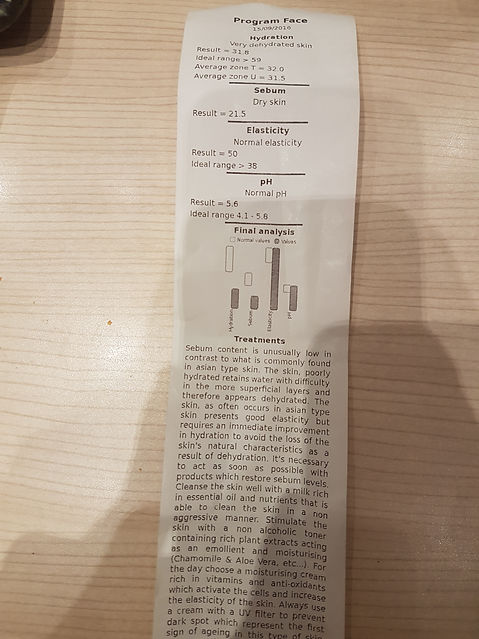 Program Face
15/09/2016
Hydration
Very dehydrated skin
Result = 31.8
Ideal range > 59
Average zone T = 32.0
Average zone U = 31.5
Sebum
Dry skin
Result = 21.5
Elasticity
Normal elasticity
Result = 50
Ideal range > 38
pH
Normal pH
Result = 5.6
Ideal range 4.1 - 5.8
Final analysis
Normal values Values
Hydration
Sebum
Elasticity
pH
Treatments
Sebum content is unusually low in
contrast to what is commonly found
in asian type skin. The skin, poorly
hydrated retains water with difficulty
in the more superficial layers and
therefore appears dehydrated. The
skin, as often occurs in asian type
skin presents good elasticity but
requires an immediate improvement
in hydration to avoid the loss of the
skin's natural characteristics as a
result of dehydration. It's necessary
to act as soon as possible with
products which restore sebum levels.
Cleanse the skin well with a milk rich
in essential oil and nutrients that is
able to clean the skin in a non
aggressive manner. Stimulate the
skin with a non alcoholic toner
containing rich plant extracts acting
as an emollient and moisturising
(Chamomile & Aloe Vera, etc...) For
the day choose a moisturising cream
rich in vitamins and anti-oxidants
which activate the cells and increase
the elasticity of the skin. Always use
a cream with a UV filter to prevent
dark spot which represent the first
sign of ageing in this type of skin